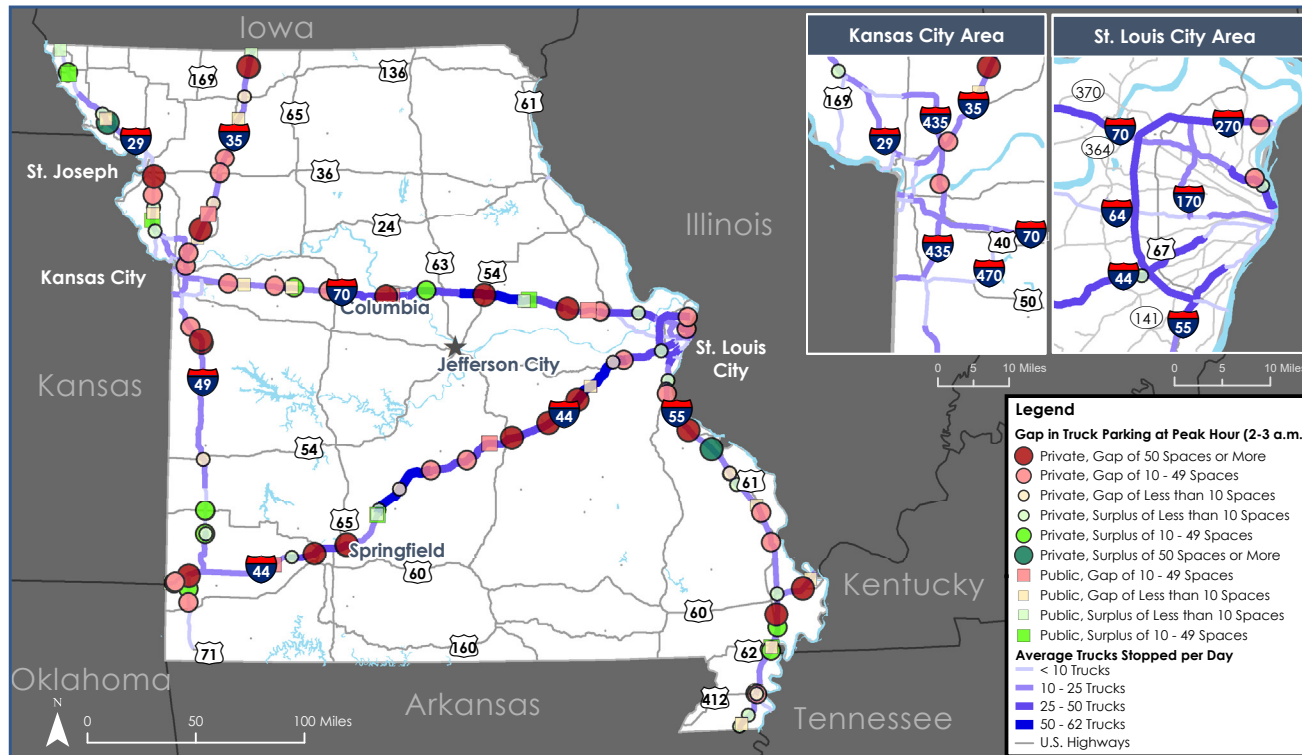 Iowa
Illinois
Kansas
Kentucky
Oklahoma
Arkansas
Tennessee
St. Joseph
Kansas City
Columbia
Jefferson City
St. Louis
City
Springfield
169
136
65
61
29
35
36
24
63
54
70
49
44
55
54
61
65
44
60
60
160
62
71
412
N
0
50
100 Miles
Kansas City Area
169
435
35
29
70
40
435
470
50
0
5
10 Miles
St. Louis City Area
370
70
270
364
170
64
67
44
141
55
0
5
10 Miles
Legend
Gap in Truck Parking at Peak Hour (2-3 a.m.
Private, Gap of 50 Spaces or More
Private, Gap of 10 - 49 Spaces
Private, Gap of Less than 10 Spaces
Private, Surplus of Less than 10 Spaces
Private, Surplus of 10 - 49 Spaces
Private, Surplus of 50 Spaces or More
Public, Gap of 10 - 49 Spaces
Public, Gap of Less than 10 Spaces
Public, Surplus of Less than 10 Spaces
Public, Surplus of 10 - 49 Spaces
Average Trucks Stopped per Day
< 10 Trucks
10 - 25 Trucks
25 - 50 Trucks
50 - 62 Trucks
U.S. Highways